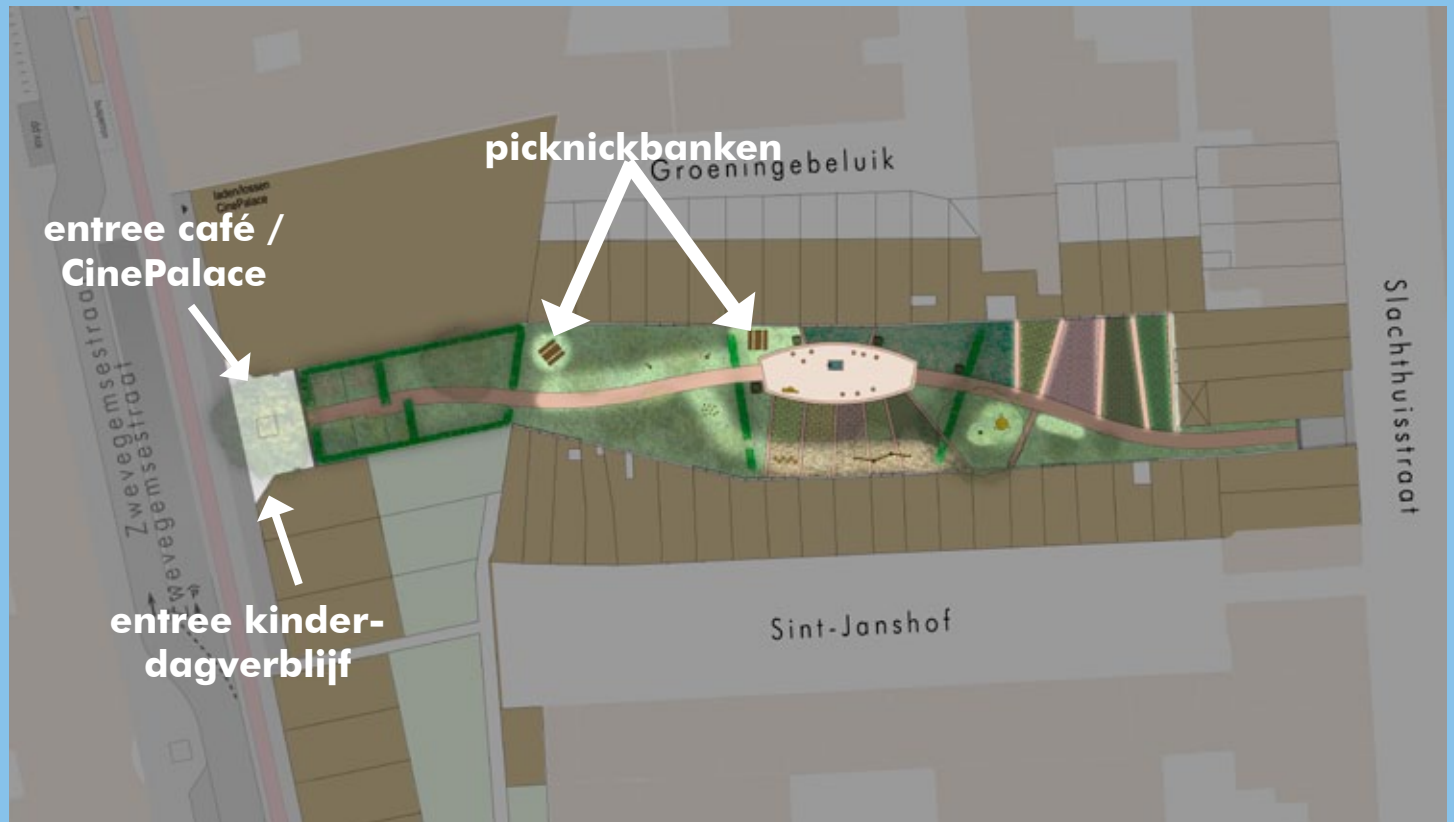 picknickbanken
Groeningebeluik
laden/lossen
CinePalace
entree café /
CinePalace
Zwevegemsestraat
Zwevegemsestraat
Slachthuisstraat
entree kinder-
dagverblijf
Sint-Janshof